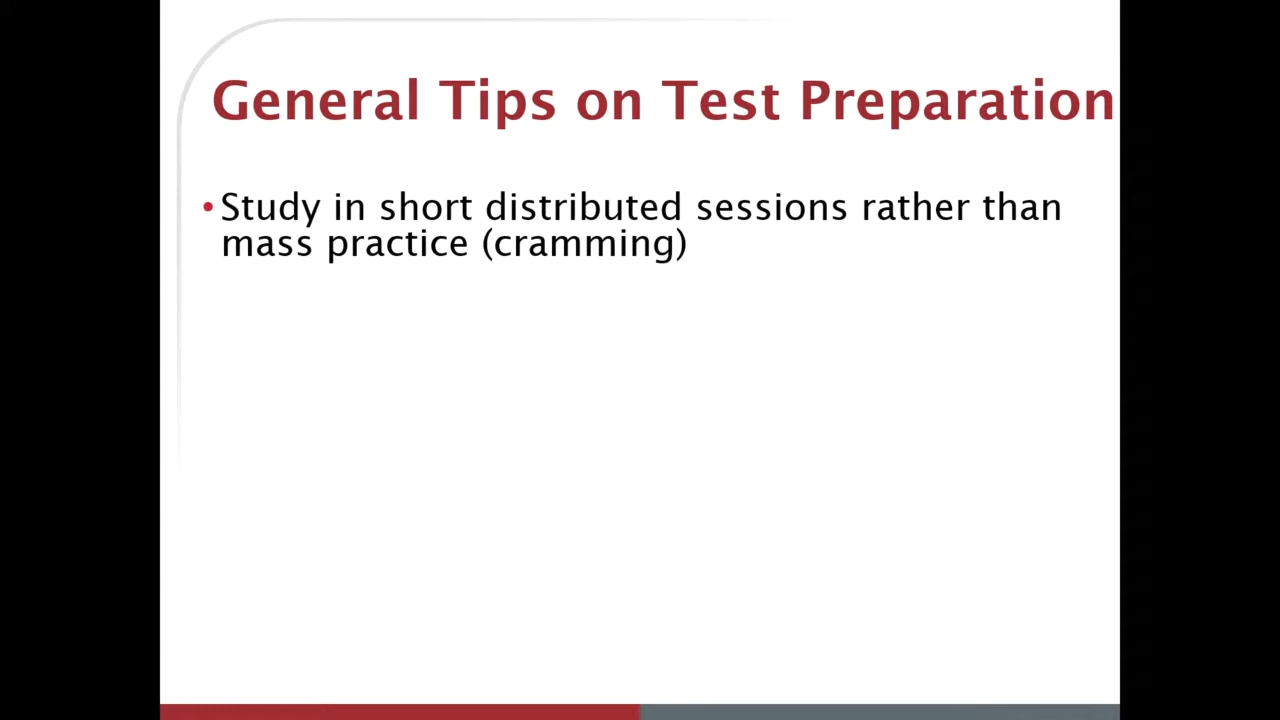 General Tips on Test Preparation
•Study in short distributed sessions rather than
mass practice (cramming)